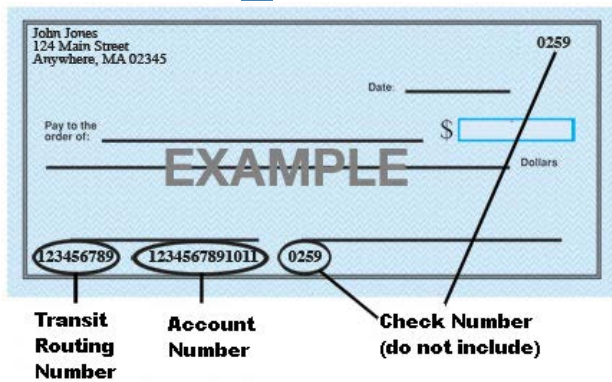 John Jones
124 Main Street
Anywhere, MA 02345
0259
Date:
Pay to the
order of:
$
Dollars
EXAMPLE
123456789 1234567891011 0259
Transit
Routing
Number
Account
Number
Check Number
(do not include)